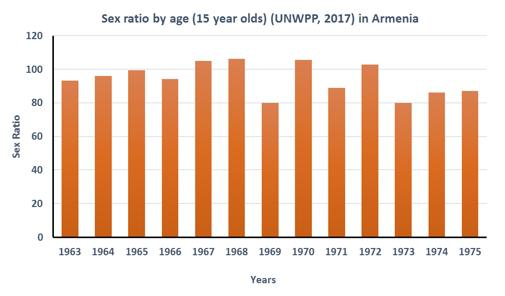 Sex ratio by age (15 year olds) (UNWPP, 2017) in Armenia
120
100
80
60
40
20
0
Sex Ratio
1963 1964 1965 1966 1967 1968 1969 1970 1971 1972 1973 1974 1975
Years